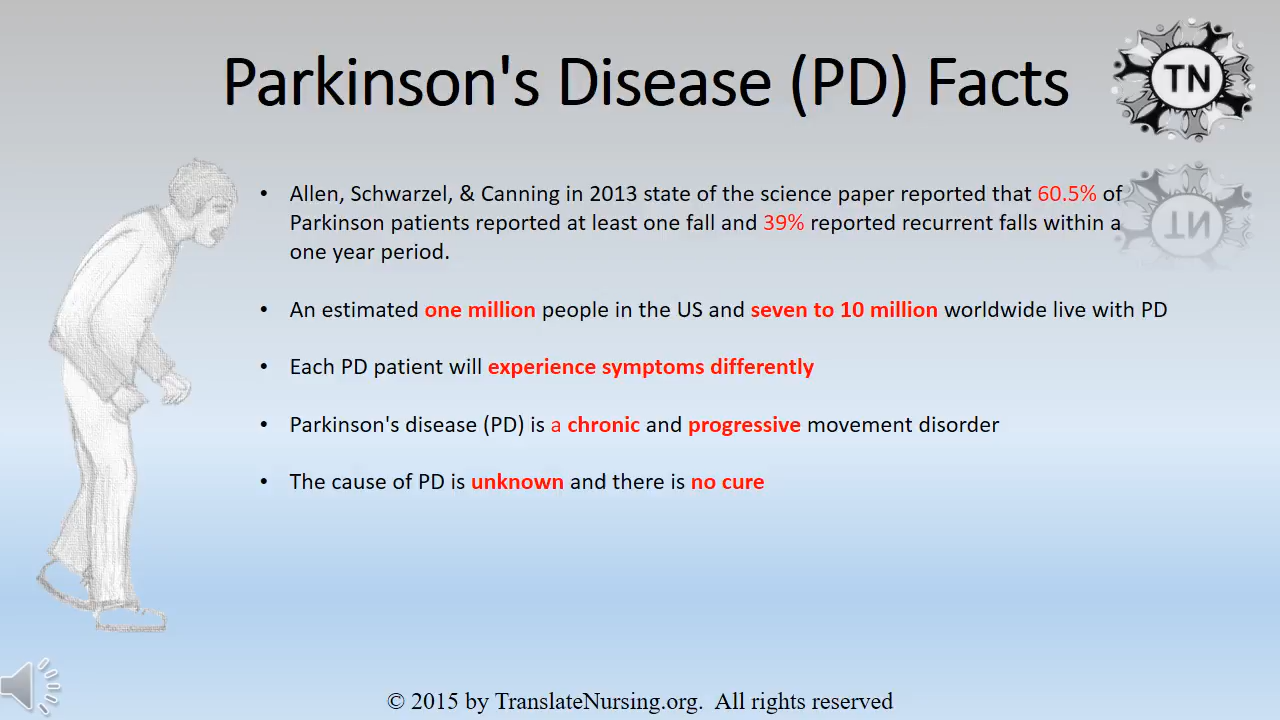 Parkinson's Disease (PD) Facts
TN
• Allen, Schwarzel, & Canning in 2013 state of the science paper reported that 60.5% of
Parkinson patients reported at least one fall and 39% reported recurrent falls within a
one year period.
• An estimated one million people in the US and seven to 10 million worldwide live with PD
• Each PD patient will experience symptoms differently
• Parkinson's disease (PD) is a chronic and progressive movement disorder
• The cause of PD is unknown and there is no cure
© 2015 by TranslateNursing.org. All rights reserved